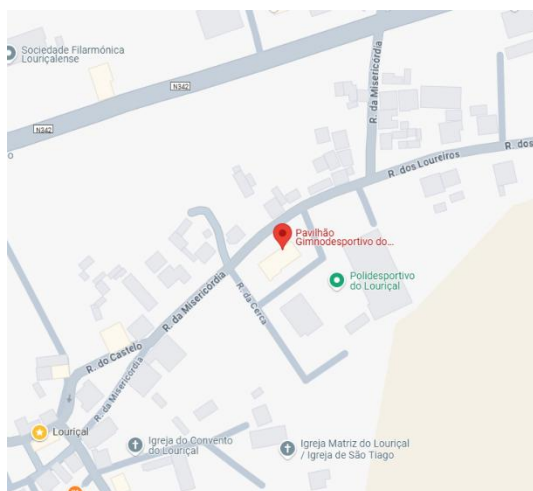 Sociedade Filarmónica
Louriçalense
N342
N342
o
R. da Misericórdia
R. dos Loureiros
R. dos
Pavilhão
Gimnodesportivo do...
Polidesportivo
do Louriçal
R. da Cerca
R. da Misericórdia
R. do Castelo
R. da Misericórdia
Louriçal
Igreja do Convento
do Louriçal
Igreja Matriz do Louriçal
/ Igreja de São Tiago